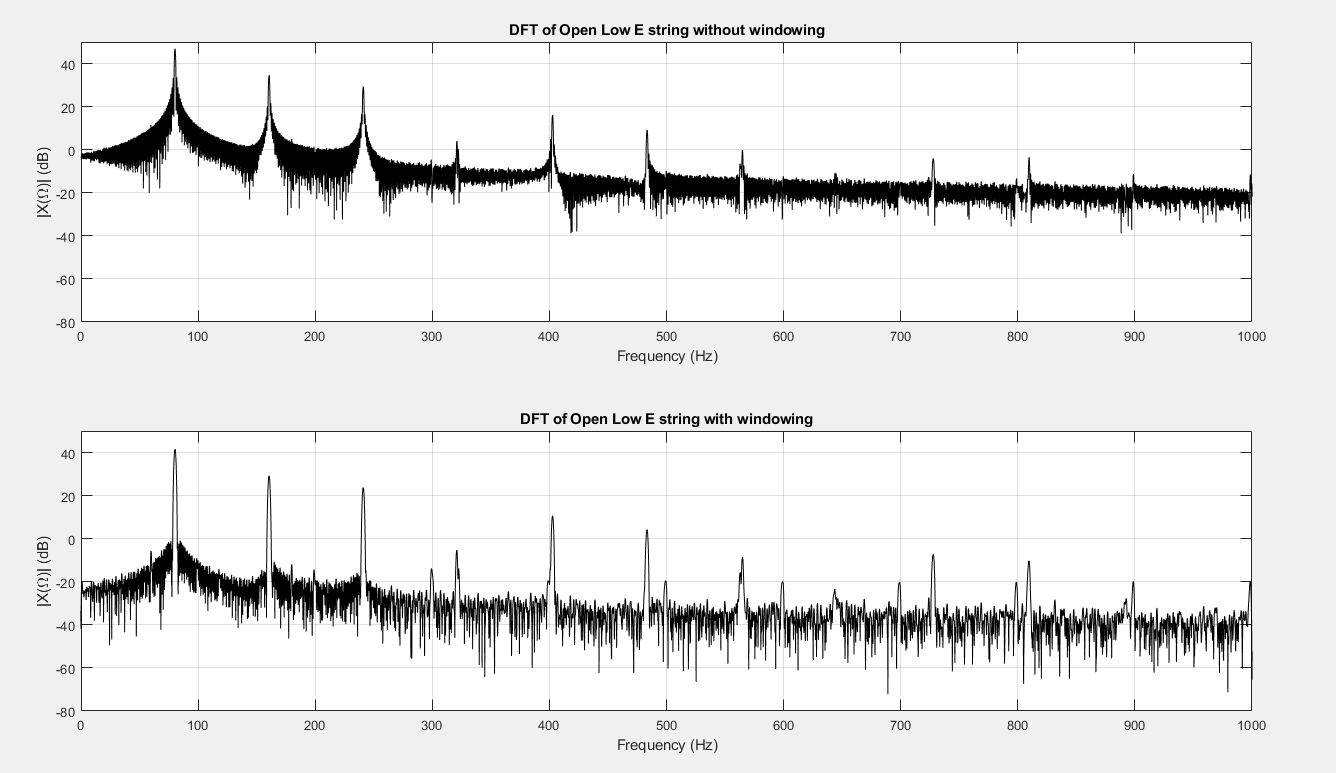 DFT of Open Low E string without windowing
|X(Ω)| (dB)
40
20
0
-20
-40
-60
-80
0 100 200 300 400 500 600 700 800 900 1000
Frequency (Hz)
DFT of Open Low E string with windowing
|X(Ω)| (dB)
40
20
0
-20
-40
-60
-80
0 100 200 300 400 500 600 700 800 900 1000
Frequency (Hz)